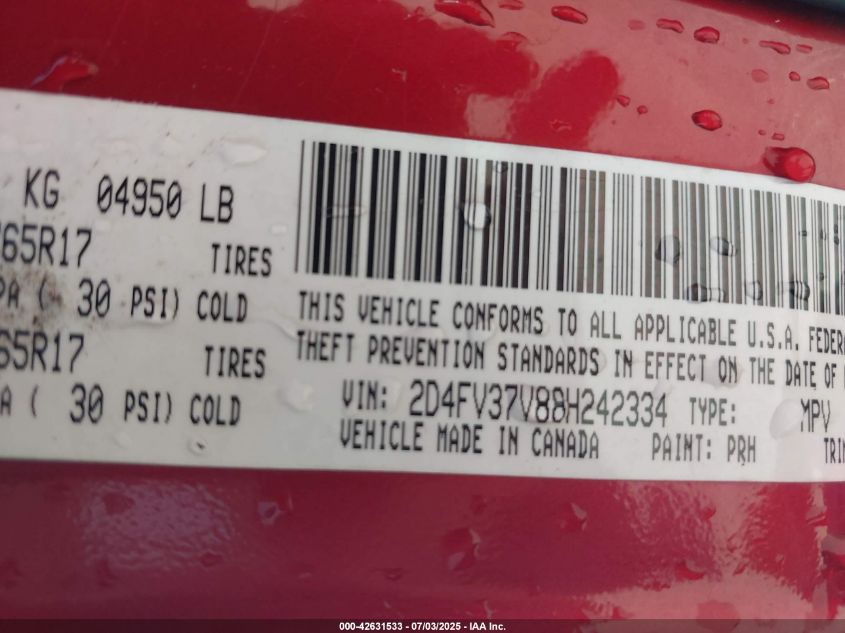 KG 04950 LB
65R17 TIRES
PA ( 30 PSI) COLD
65R17 TIRES
A ( 30 PSI) COLD
THIS VEHICLE CONFORMS TO ALL APPLICABLE U.S.A. FEDER
THEFT PREVENTION STANDARDS IN EFFECT ON THE DATE OF
VIN: 2D4FV37V88H242334 TYPE: MPV
VEHICLE MADE IN CANADA PAINT: PRH TRI
000-42631533 - 07/03/2025 - IAA Inc.